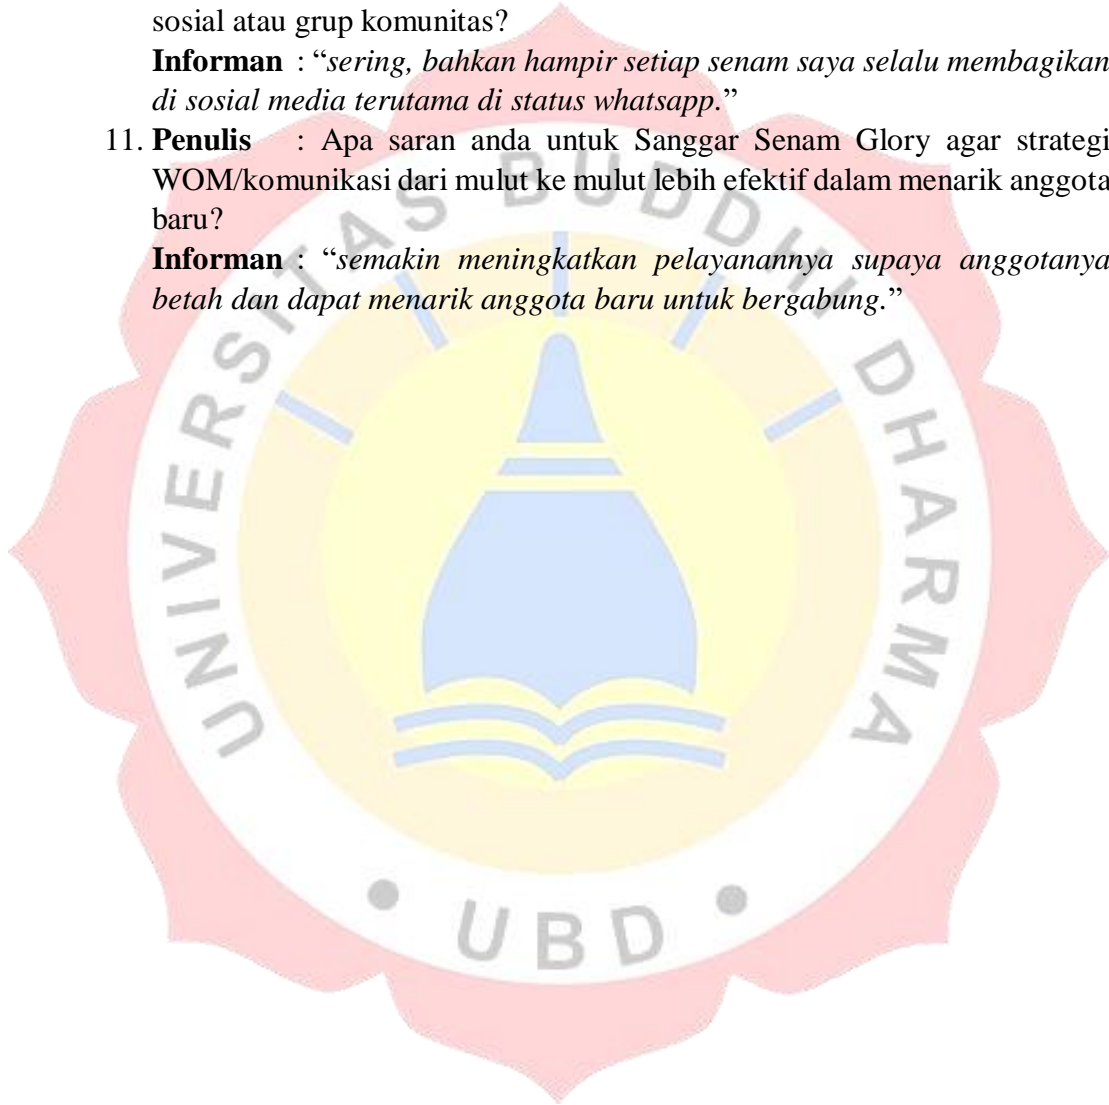 sosial atau grup komunitas?
Informan : “sering, bahkan hampir setiap senam saya selalu membagikan
di sosial media terutama di status whatsapp.”
11. Penulis : Apa saran anda untuk Sanggar Senam Glory agar strategi
WOM/komunikasi dari mulut ke mulut lebih efektif dalam menarik anggota
baru?
Informan : “semakin meningkatkan pelayanannya supaya anggotanya
betah dan dapat menarik anggota baru untuk bergabung.”
UNIVERSITAS BUDDHI DHARMA
• UBD •